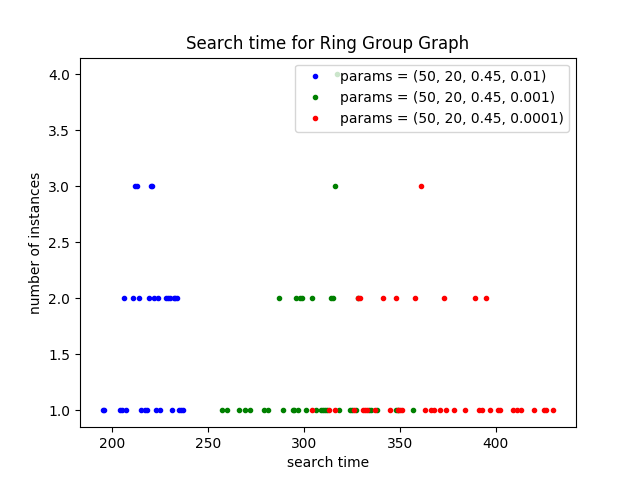 Search time for Ring Group Graph
params = (50, 20, 0.45, 0.01)
params = (50, 20, 0.45, 0.001)
params = (50, 20, 0.45, 0.0001)
number of instances
4.0
3.5
3.0
2.5
2.0
1.5
1.0
200 250 300 350 400
search time